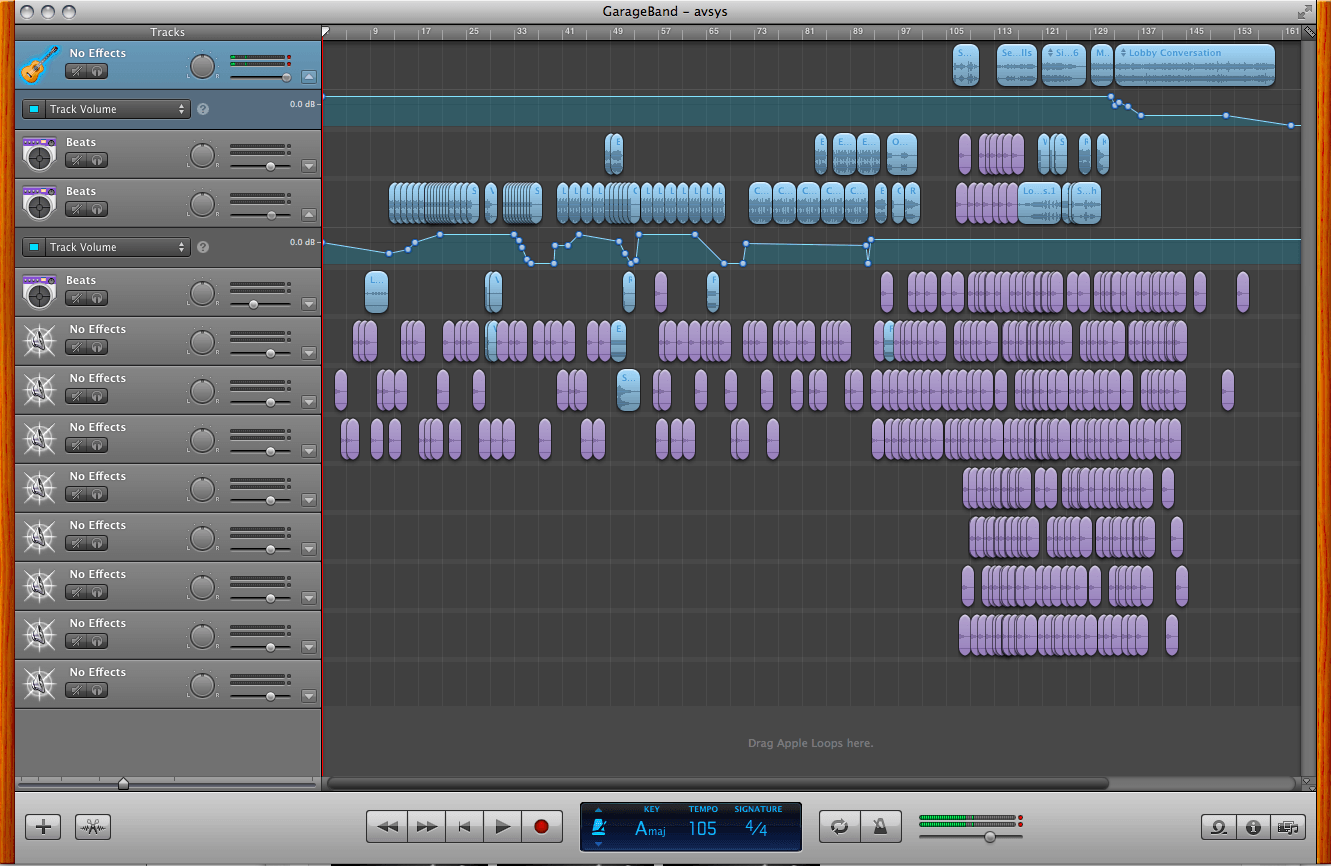 GarageBand - avsys
Tracks
9 17 25 33 41 49 57 65 73 81 89 97 105 113 121 129 137 145 153 161
No Effects
L R
S... Se...lls Si...6 M... Lobby Conversation
Track Volume ? 0.0 dB
Beats
L R
E E... E... O...
Beats
L R
S V S L L L L C L L L L L L L C... C... C... C... C... E C R Lo...s.1 S...h
Track Volume ? 0.0 dB
Beats
L R
L...
No Effects
L R
E...
No Effects
L R
S...
No Effects
L R
No Effects
L R
No Effects
L R
No Effects
L R
No Effects
L R
No Effects
L R
Drag Apple Loops here.
KEY TEMPO SIGNATURE
Amaj 105 4/4